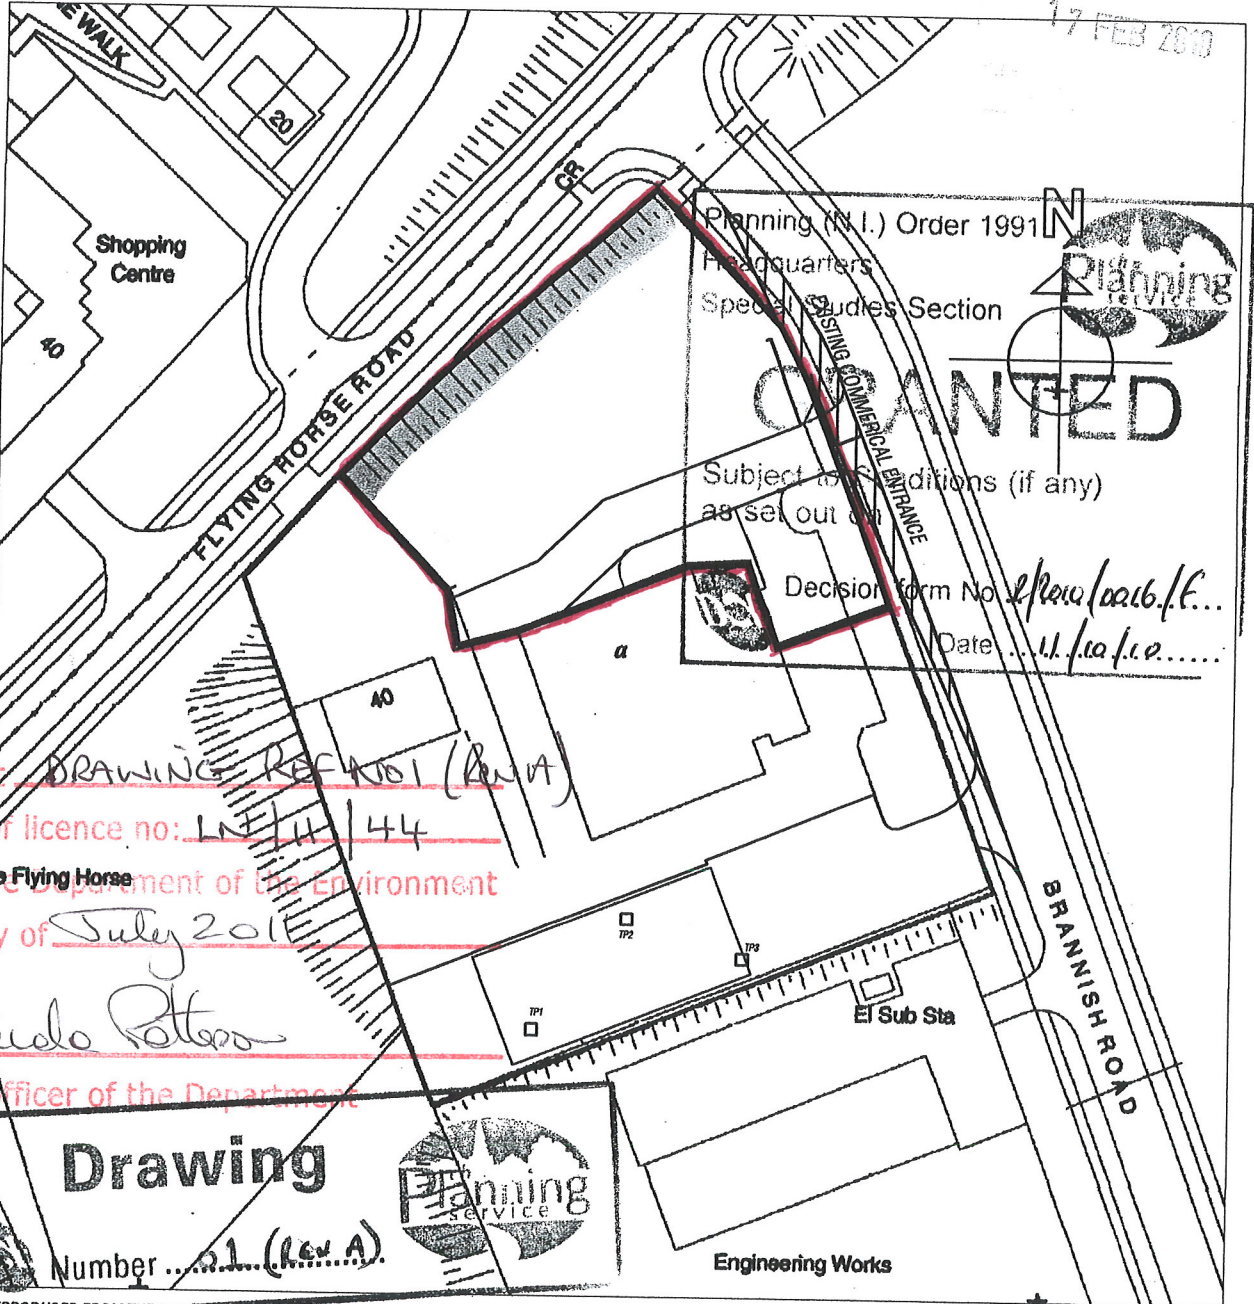 17 FEB 2010
WALK
20
CR
Shopping
Centre
40
FLYING HORSE ROAD
Planning (N.I.) Order 1991
N
Headquarters
Special Studies Section
Planning
service
GRANTED
EXISTING COMMERICAL ENTRANCE
Subject to Conditions (if any)
as set out on
Decision form No.
Date 11/10/10
a
40
DRAWING REF NO1 (Rev A)
licence no: LN/11/44
Flying Horse
Department of the Environment
of July 2011
Officer of the Department
TP2
TP3
TP1
El Sub Sta
BRANNISH ROAD
Drawing
Planning
service
Number 01 (Rev A)
Engineering Works